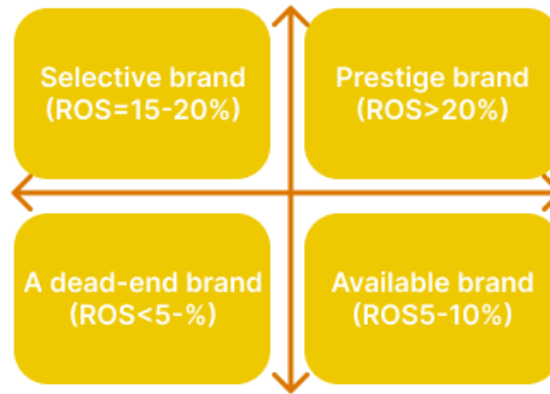 Selective brand
(ROS=15-20%)
Prestige brand
(ROS>20%)
A dead-end brand
(ROS<5-%)
Available brand
(ROS5-10%)